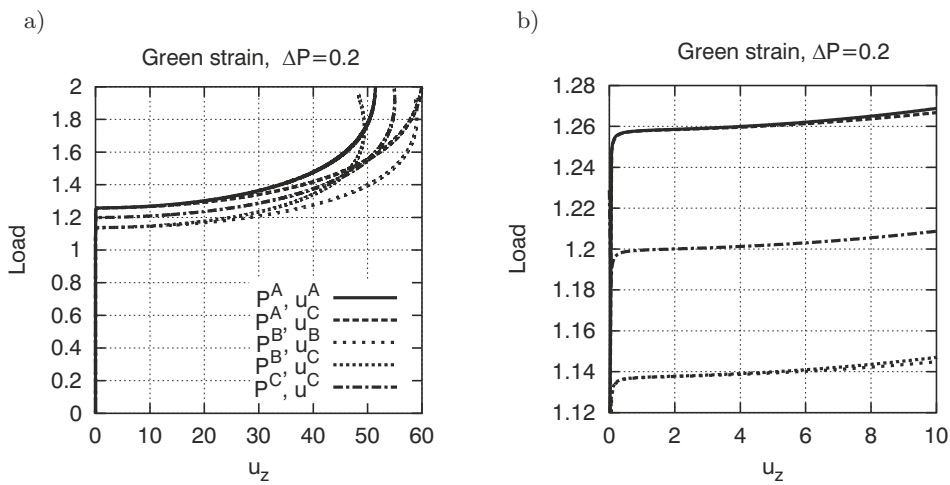 a)
Green strain, ΔP=0.2
2
1.8
1.6
1.4
1.2
1
0.8
0.6
0.4
0.2
0
Load
P^A, u^A
P^A, u^C
P^B, u^B
P^B, u^C
P^C, u^C
0 10 20 30 40 50 60
u_z
b)
Green strain, ΔP=0.2
1.28
1.26
1.24
1.22
1.2
1.18
1.16
1.14
1.12
Load
0 2 4 6 8 10
u_z